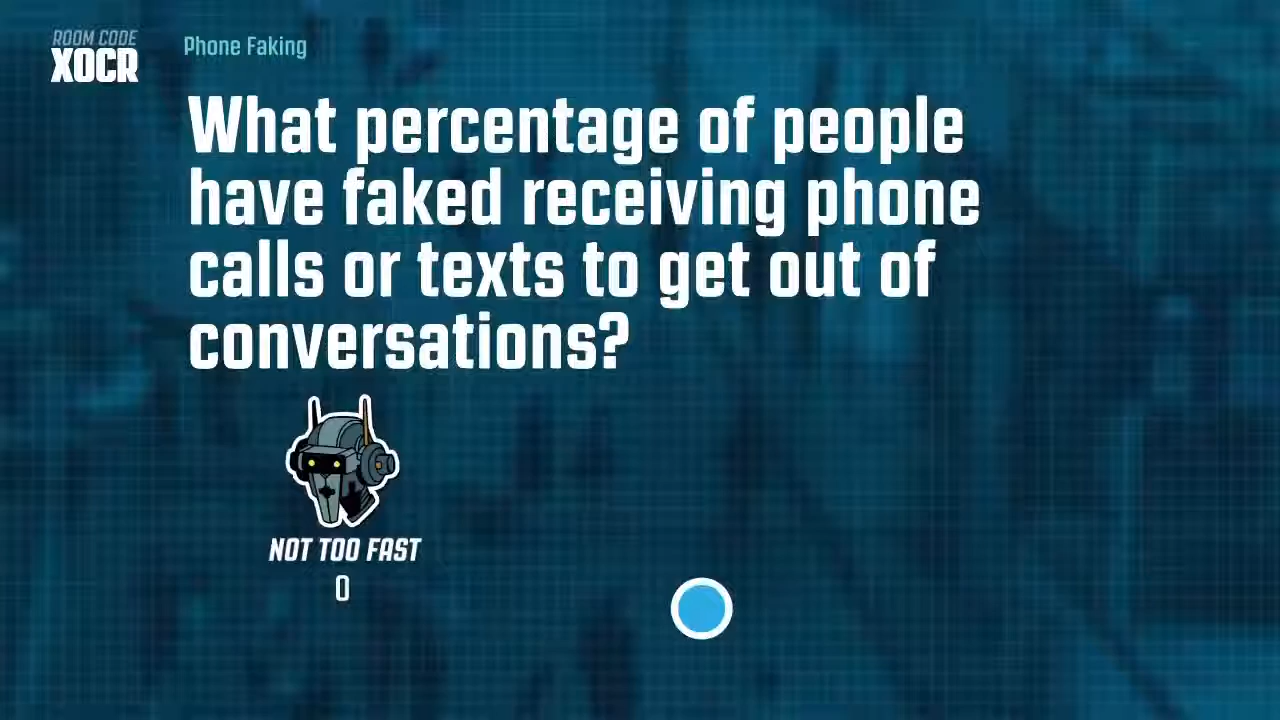 ROOM CODE
XOCR
Phone Faking
What percentage of people
have faked receiving phone
calls or texts to get out of
conversations?
NOT TOO FAST
0